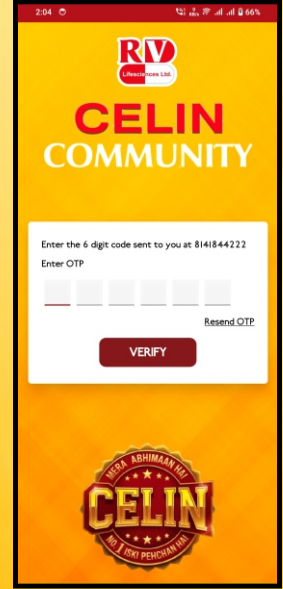 2:04
66%
RV
Lifesciences Ltd.
CELIN
COMMUNITY
Enter the 6 digit code sent to you at 8141844222
Enter OTP
Resend OTP
VERIFY
MERA ABHIMAAN HAI
CELIN
NO.1 ISKI PEHCHAN HAI